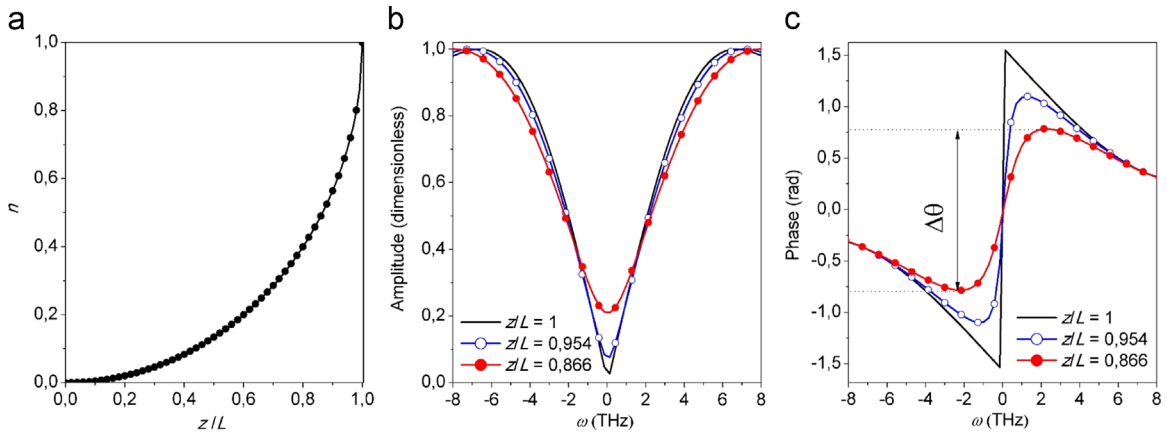 a
1,0
0,8
0,6
0,4
0,2
0,0
n
0,0 0,2 0,4 0,6 0,8 1,0
z/L
b
1,0
0,8
0,6
0,4
0,2
0,0
Amplitude (dimensionless)
z/L = 1
z/L = 0,954
z/L = 0,866
-8 -6 -4 -2 0 2 4 6 8
ω (THz)
c
1,5
1,0
0,5
0,0
-0,5
-1,0
-1,5
Phase (rad)
Δθ
z/L = 1
z/L = 0,954
z/L = 0,866
-8 -6 -4 -2 0 2 4 6 8
ω (THz)